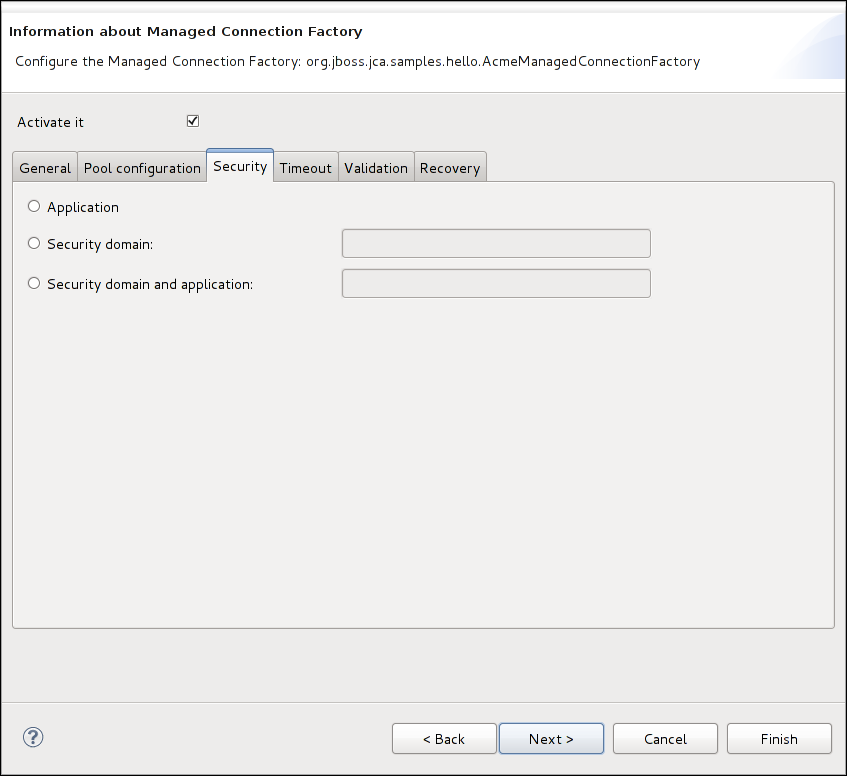 Information about Managed Connection Factory
Configure the Managed Connection Factory: org.jboss.jca.samples.hello.AcmeManagedConnectionFactory
Activate it
General Pool configuration Security Timeout Validation Recovery
Application
Security domain:
Security domain and application:
? < Back Next > Cancel Finish